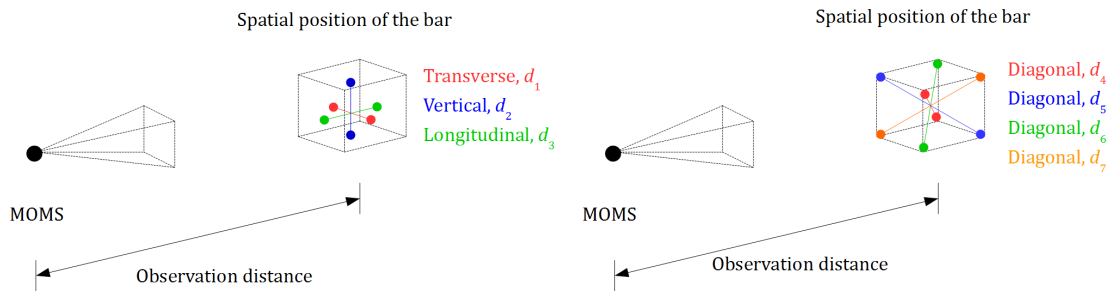 Spatial position of the bar
Transverse, d1
Vertical, d2
Longitudinal, d3
MOMS
Observation distance
Spatial position of the bar
Diagonal, d4
Diagonal, d5
Diagonal, d6
Diagonal, d7
MOMS
Observation distance